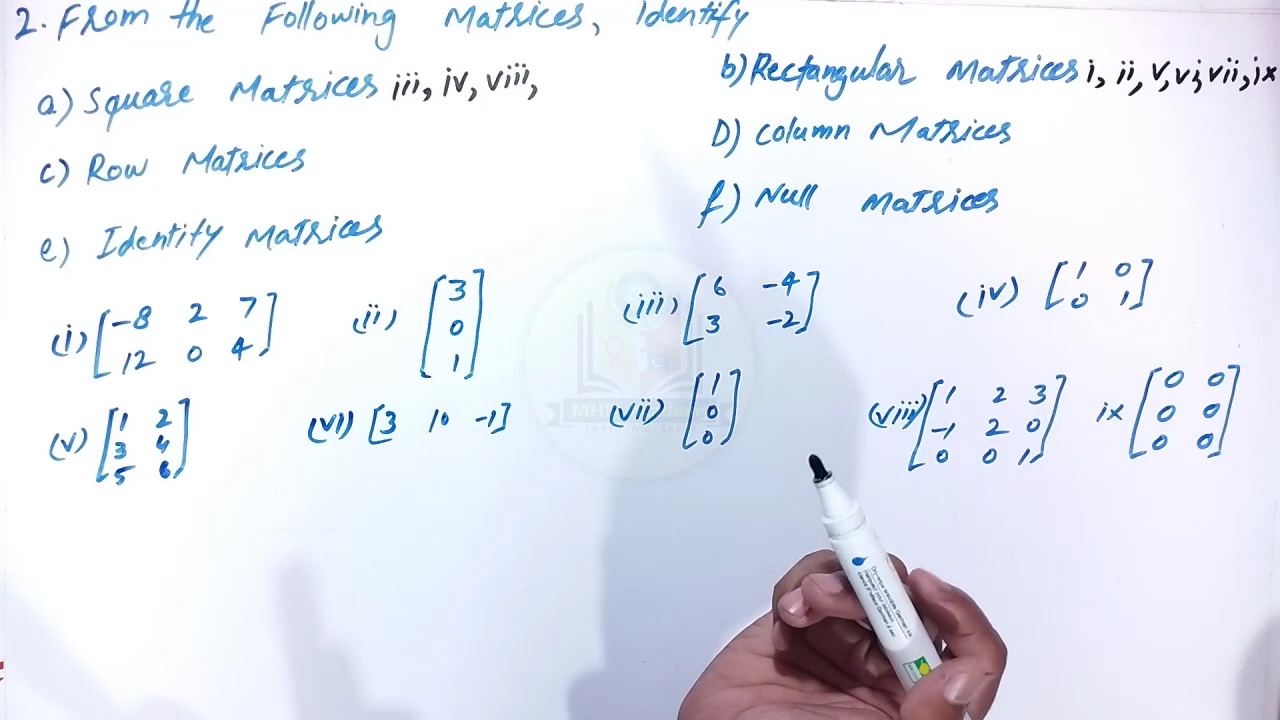 2. From the Following Matrices, Identify
a) Square Matrices iii, iv, viii,
b) Rectangular Matrices i, ii, v, vi, vii, ix
c) Row Matrices
D) Column Matrices
e) Identify Matrices
f) Null Matrices
(i) [-8 2 7
12 0 4]
(ii) [3
0
1]
(iii) [6 -4
3 -2]
(iv) [1 0
0 1]
(v) [1 2
3 4
5 6]
(vi) [3 10 -1]
(vii) [1
0
0]
(viii) [1 2 3
-1 2 0
0 0 1]
ix [0 0
0 0
0 0]